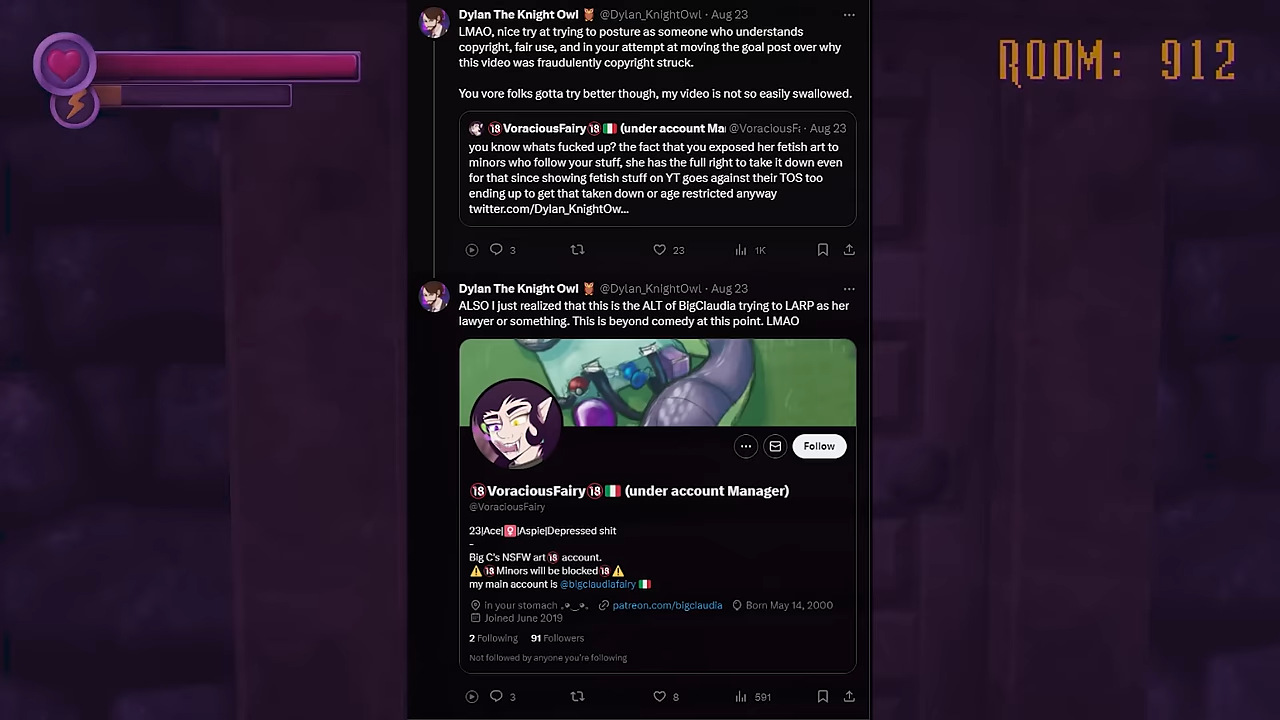 ROOM: 912
Dylan The Knight Owl 🦉 @Dylan_KnightOwl · Aug 23
LMAO, nice try at trying to posture as someone who understands
copyright, fair use, and in your attempt at moving the goal post over why
this video was fraudulently copyright struck.
You vore folks gotta try better though, my video is not so easily swallowed.
🔞VoraciousFairy🔞🇮🇹 (under account Ma @VoraciousFa · Aug 23
you know whats fucked up? the fact that you exposed her fetish art to
minors who follow your stuff, she has the full right to take it down even
for that since showing fetish stuff on YT goes against their TOS too
ending up to get that taken down or age restricted anyway
twitter.com/Dylan_KnightOw...
3 23 1K
Dylan The Knight Owl 🦉 @Dylan_KnightOwl · Aug 23
ALSO I just realized that this is the ALT of BigClaudia trying to LARP as her
lawyer or something. This is beyond comedy at this point. LMAO
Follow
🔞VoraciousFairy🔞🇮🇹 (under account Manager)
@VoraciousFairy
23|Ace|♀️|Aspie|Depressed shit
-
Big C's NSFW art🔞 account.
⚠️🔞Minors will be blocked🔞⚠️
my main account is @bigclaudiafairy 🇮🇹
In your stomach patreon.com/bigclaudia Born May 14, 2000
Joined June 2019
2 Following 91 Followers
Not followed by anyone you're following
3 8 591